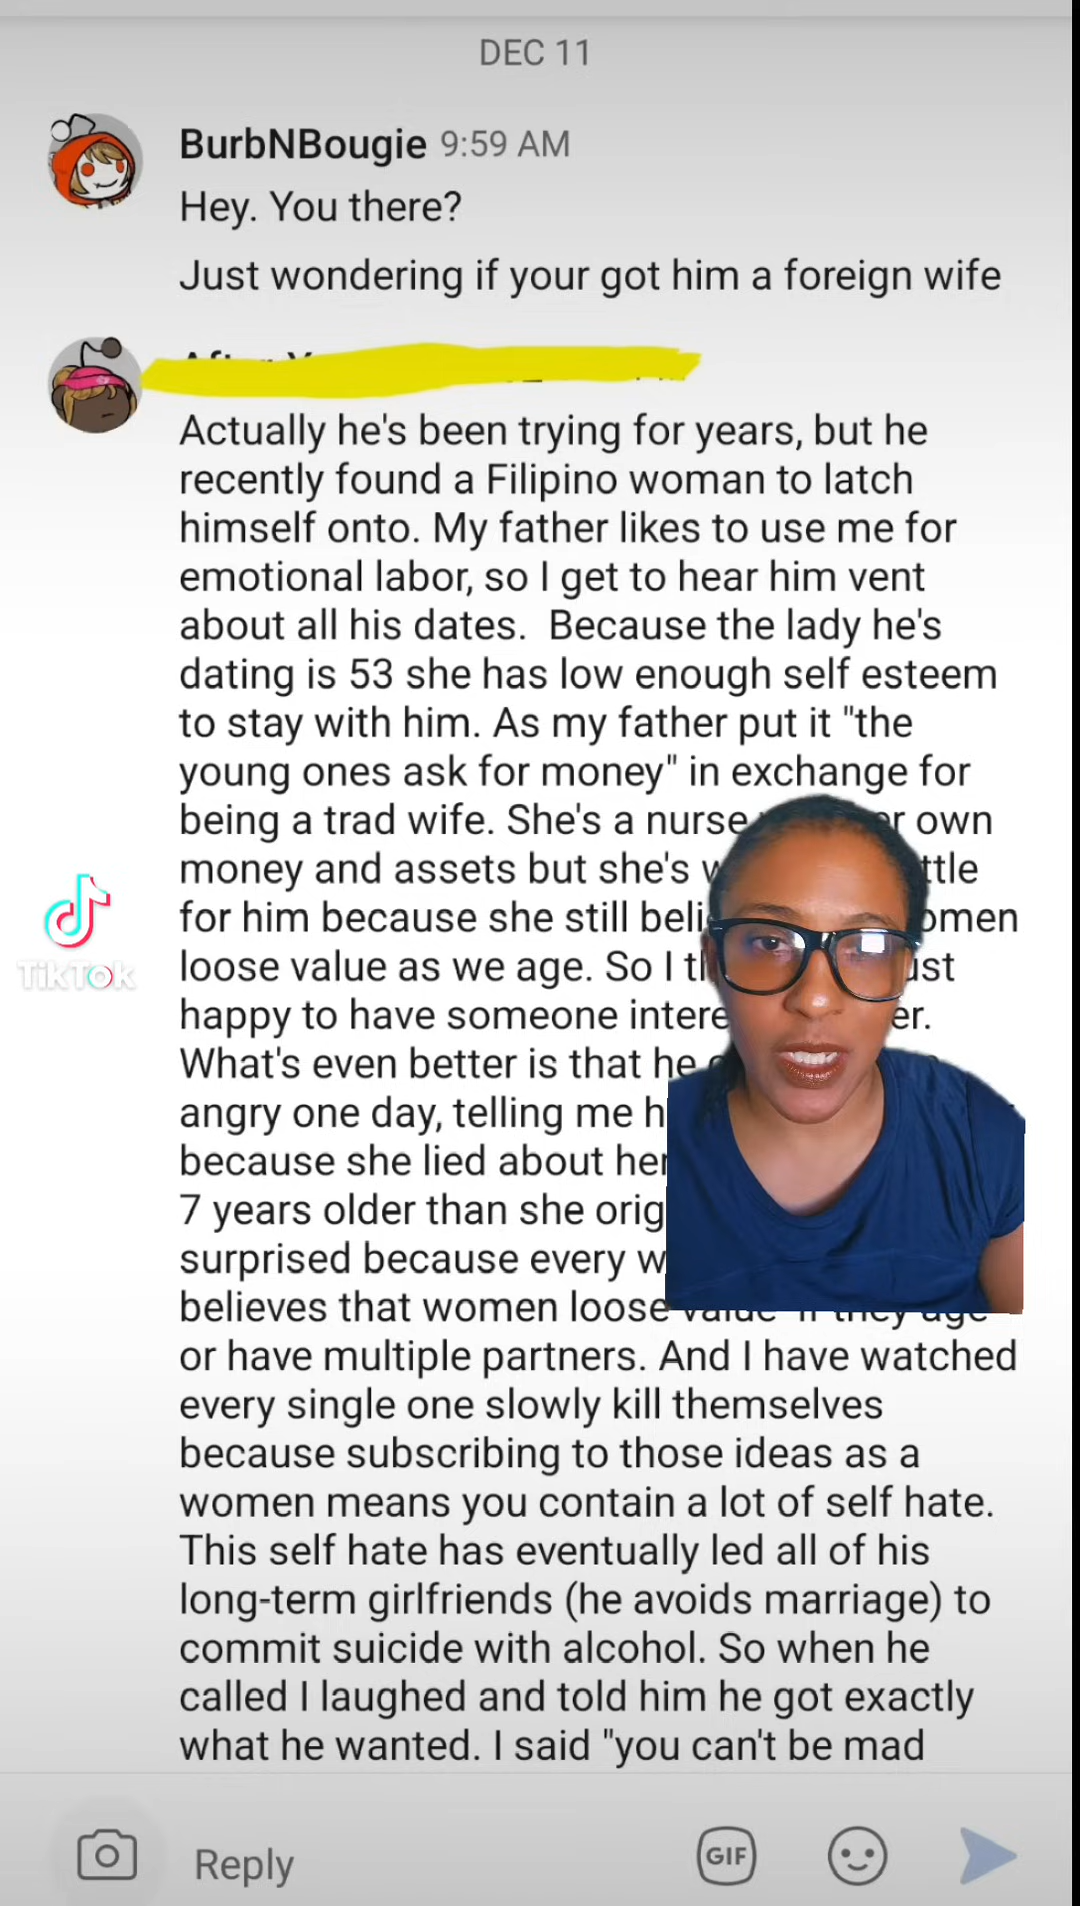 DEC 11
BurbNBougie 9:59 AM
Hey. You there?
Just wondering if your got him a foreign wife
Actually he's been trying for years, but he
recently found a Filipino woman to latch
himself onto. My father likes to use me for
emotional labor, so I get to hear him vent
about all his dates. Because the lady he's
dating is 53 she has low enough self esteem
to stay with him. As my father put it "the
young ones ask for money" in exchange for
being a trad wife. She's a nurse own
money and assets but she's
for him because she still
loose value as we age. So I
happy to have someone
What's even better is that he
angry one day, telling me
because she lied about
7 years older than she
surprised because every
believes that women loose value if they age
or have multiple partners. And I have watched
every single one slowly kill themselves
because subscribing to those ideas as a
women means you contain a lot of self hate.
This self hate has eventually led all of his
long-term girlfriends (he avoids marriage) to
commit suicide with alcohol. So when he
called I laughed and told him he got exactly
what he wanted. I said "you can't be mad
Reply
GIF
TikTok